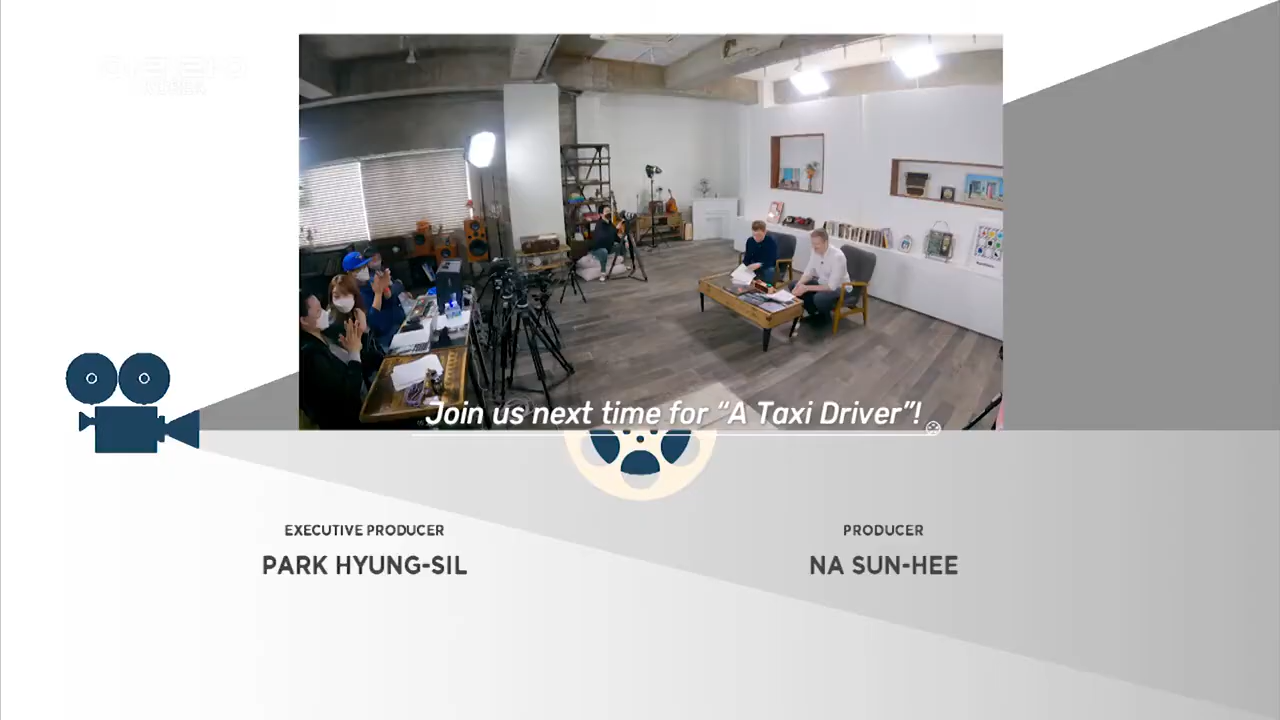 Join us next time for “A Taxi Driver”!
EXECUTIVE PRODUCER
PRODUCER
PARK HYUNG-SIL
NA SUN-HEE